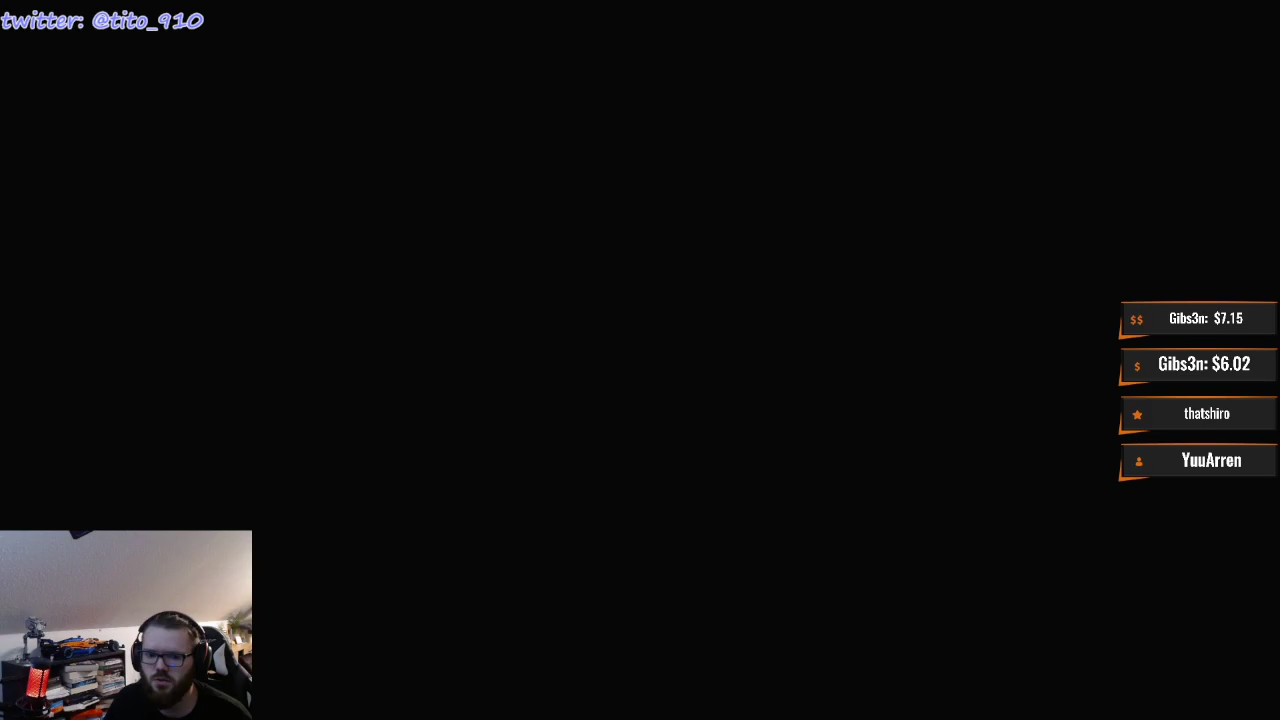 twitter: @tito_910
$$ Gibs3n: $7.15
$ Gibs3n: $6.02
thatshiro
YuuArren